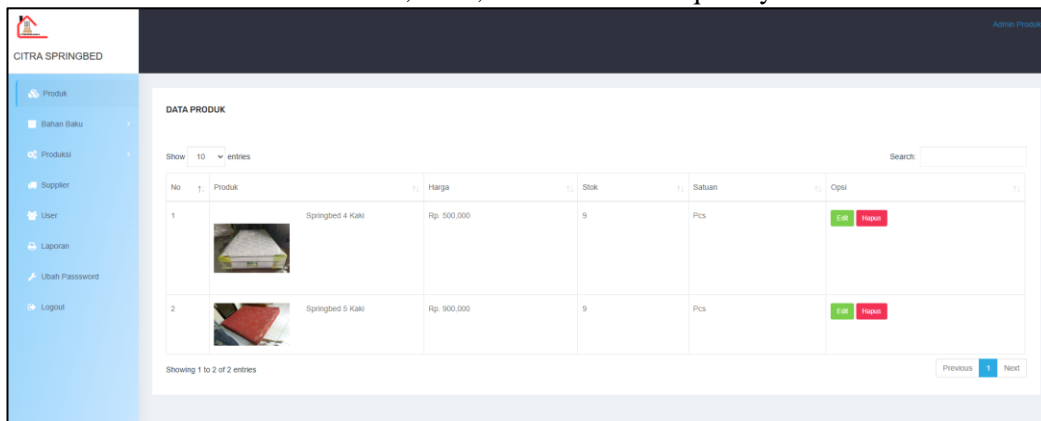 Admin Produk
CITRA SPRINGBED
Produk
Bahan Baku
Produksi
Supplier
User
Laporan
Ubah Passsword
Logout
DATA PRODUK
Show 10 entries
Search:
No Produk Harga Stok Satuan Opsi
1 Springbed 4 Kaki Rp. 500,000 9 Pcs Edit Hapus
2 Springbed 5 Kaki Rp. 900,000 9 Pcs Edit Hapus
Showing 1 to 2 of 2 entries
Previous 1 Next